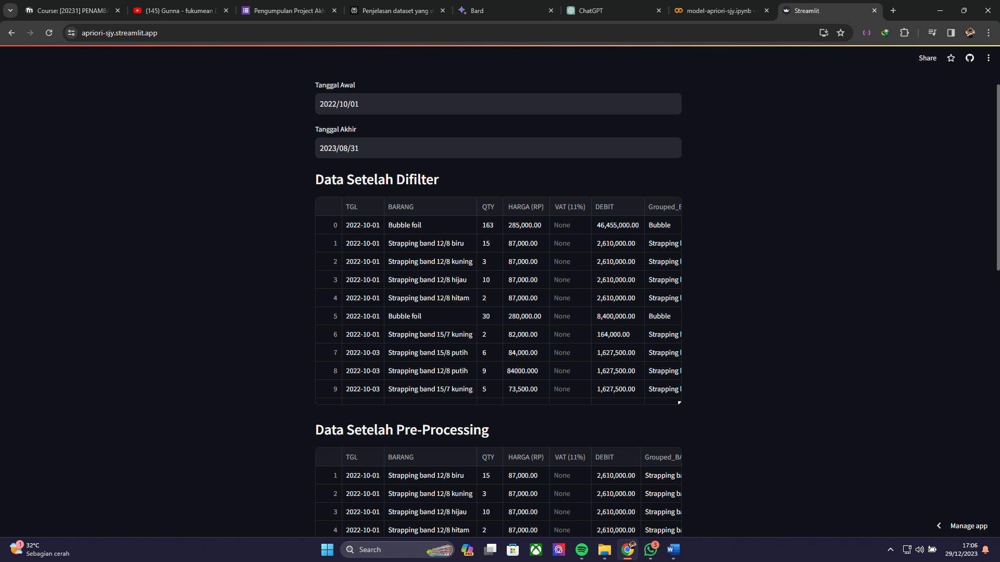 Course: [20231] PENAMBA
(145) Gunna - fukumean (
Pengumpulan Project Akh
Penjelasan dataset yang d
Bard
ChatGPT
model-apriori-sjy.ipynb -
Streamlit
apriori-sjy.streamlit.app
Share
Tanggal Awal
2022/10/01
Tanggal Akhir
2023/08/31
Data Setelah Difilter
TGL BARANG QTY HARGA (RP) VAT (11%) DEBIT Grouped_B
0 2022-10-01 Bubble foil 163 285,000.00 None 46,455,000.00 Bubble
1 2022-10-01 Strapping band 12/8 biru 15 87,000.00 None 2,610,000.00 Strapping
2 2022-10-01 Strapping band 12/8 kuning 3 87,000.00 None 2,610,000.00 Strapping
3 2022-10-01 Strapping band 12/8 hijau 10 87,000.00 None 2,610,000.00 Strapping
4 2022-10-01 Strapping band 12/8 hitam 2 87,000.00 None 2,610,000.00 Strapping
5 2022-10-01 Bubble foil 30 280,000.00 None 8,400,000.00 Bubble
6 2022-10-01 Strapping band 15/7 kuning 2 82,000.00 None 164,000.00 Strapping
7 2022-10-03 Strapping band 15/8 putih 6 84,000.00 None 1,627,500.00 Strapping
8 2022-10-03 Strapping band 12/8 putih 9 84000.000 None 1,627,500.00 Strapping
9 2022-10-03 Strapping band 15/7 kuning 5 73,500.00 None 1,627,500.00 Strapping
Data Setelah Pre-Processing
TGL BARANG QTY HARGA (RP) VAT (11%) DEBIT Grouped_BA
1 2022-10-01 Strapping band 12/8 biru 15 87,000.00 None 2,610,000.00 Strapping ba
2 2022-10-01 Strapping band 12/8 kuning 3 87,000.00 None 2,610,000.00 Strapping ba
3 2022-10-01 Strapping band 12/8 hijau 10 87,000.00 None 2,610,000.00 Strapping ba
4 2022-10-01 Strapping band 12/8 hitam 2 87,000.00 None 2,610,000.00 Strapping ba
Manage app
1
32°C
Sebagian cerah
Search
PRE
3
17:06
29/12/2023